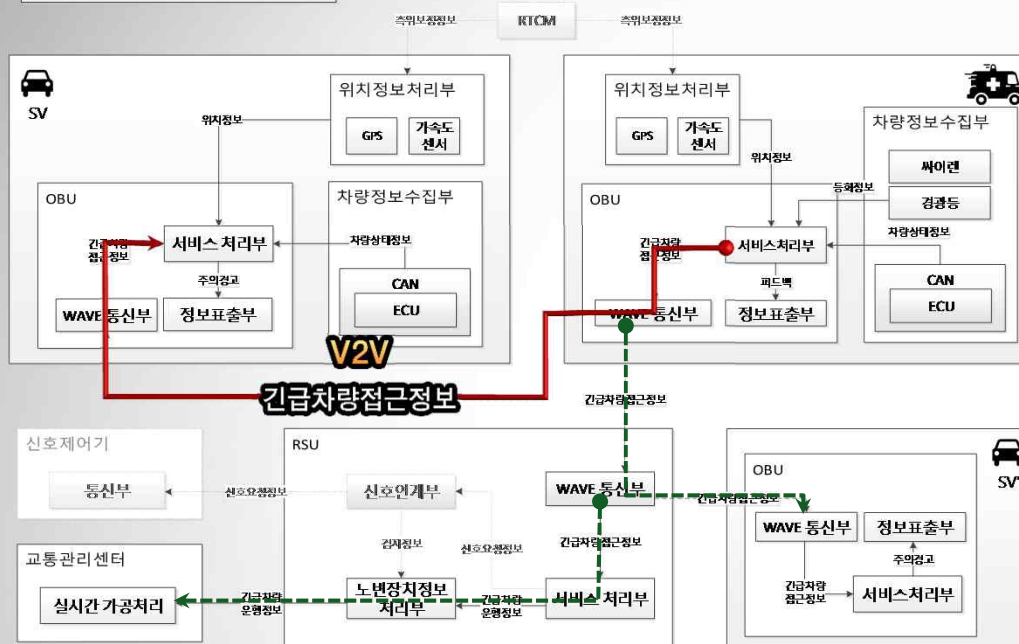 측위보정정보
RTCM
측위보정정보
SV
위치정보처리부
GPS
가속도
센서
위치정보
OBU
차량정보수집부
긴급차량
접근정보
서비스 처리부
차량상태정보
주의경고
CAN
ECU
WAVE 통신부
정보표출부
위치정보처리부
GPS
가속도
센서
차량정보수집부
싸이렌
경광등
위치정보
등화정보
OBU
긴급차량
접근정보
서비스처리부
차량상태정보
피드백
CAN
ECU
WAVE 통신부
정보표출부
V2V
긴급차량접근정보
긴급차량접근정보
신호제어기
통신부
신호요청정보
RSU
신호연계부
WAVE 통신부
검지정보
신호요청정보
긴급차량접근정보
노변장치정보
처리부
긴급차량
운행정보
서비스 처리부
긴급차량
운행정보
교통관리센터
실시간 가공처리
긴급차량접근정보
OBU
SV'
WAVE 통신부
정보표출부
주의경고
긴급차량
접근정보
서비스처리부